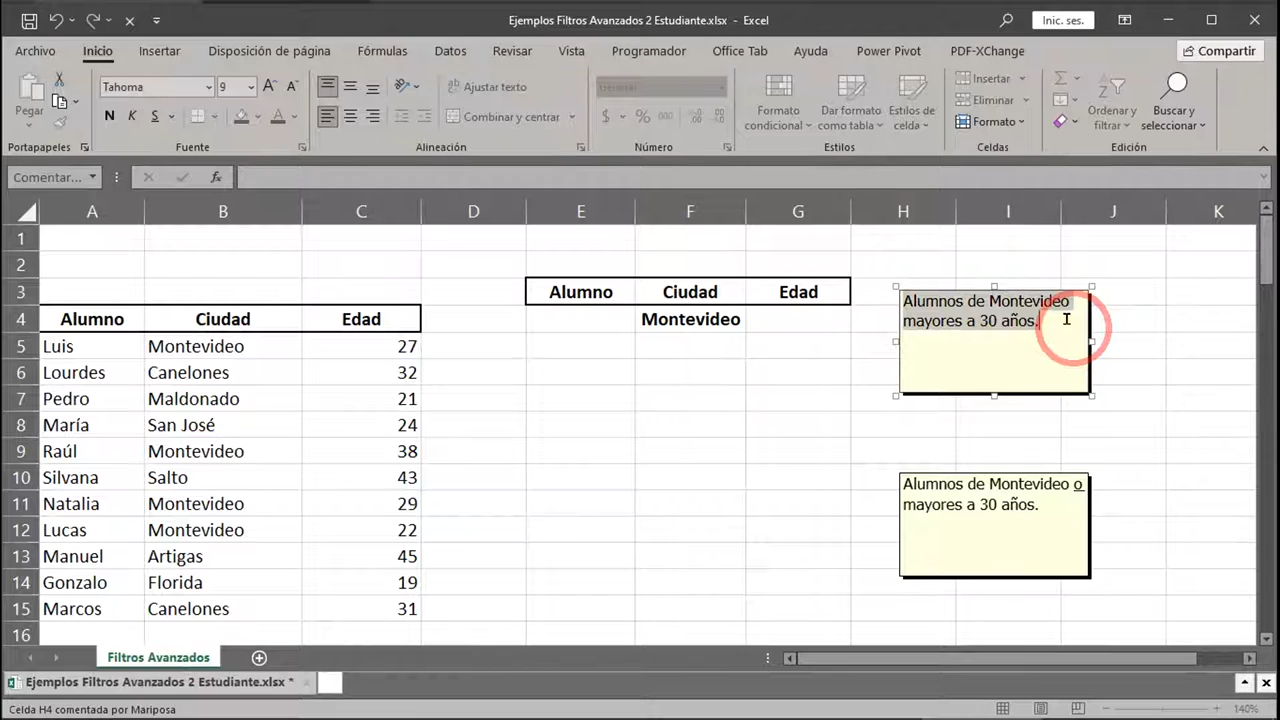 Ejemplos Filtros Avanzados 2 Estudiante.xlsx - Excel
Inic. ses.
Archivo Inicio Insertar Disposición de página Fórmulas Datos Revisar Vista Programador Office Tab Ayuda Power Pivot PDF-XChange Compartir
Pegar
Tahoma 9
N K S
Ajustar texto
Combinar y centrar
General
$ % 000
Formato condicional
Dar formato como tabla
Estilos de celda
Insertar
Eliminar
Formato
Ordenar y filtrar
Buscar y seleccionar
Portapapeles Fuente Alineación Número Estilos Celdas Edición
Comentar... fx
A B C D E F G H I J K
1
2
3 Alumno Ciudad Edad
4 Alumno Ciudad Edad Montevideo
5 Luis Montevideo 27
6 Lourdes Canelones 32
7 Pedro Maldonado 21
8 María San José 24
9 Raúl Montevideo 38
10 Silvana Salto 43
11 Natalia Montevideo 29
12 Lucas Montevideo 22
13 Manuel Artigas 45
14 Gonzalo Florida 19
15 Marcos Canelones 31
16
Alumnos de Montevideo
mayores a 30 años.
Alumnos de Montevideo o
mayores a 30 años.
Filtros Avanzados
Ejemplos Filtros Avanzados 2 Estudiante.xlsx *
Celda H4 comentada por Mariposa
140%